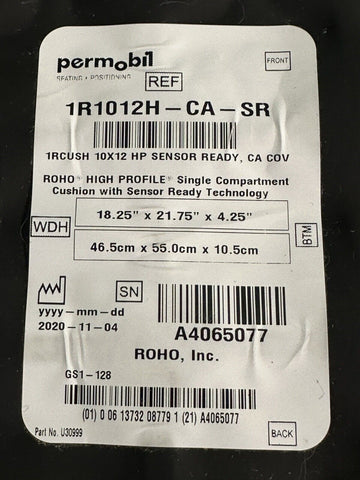 permobil
SEATING & POSITIONING
FRONT
REF
1R1012H-CA-SR
1RCUSH 10X12 HP SENSOR READY, CA COV
ROHO® HIGH PROFILE® Single Compartment
Cushion with Sensor Ready Technology
WDH
18.25" x 21.75" x 4.25"
46.5cm x 55.0cm x 10.5cm
BTM
SN
yyyy-mm-dd
2020-11-04
A4065077
ROHO, Inc.
GS1-128
(01) 0 06 13732 08779 1 (21) A4065077
Part No. U30999
BACK